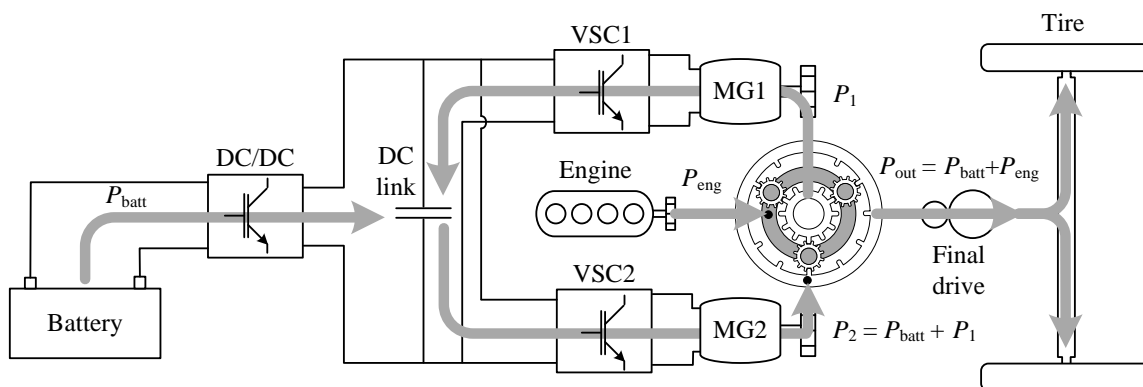 Tire
VSC1
MG1
P1
DC/DC
DC
link
Engine
Peng
Pout = Pbatt+Peng
Pbatt
VSC2
Final
drive
Battery
MG2
P2 = Pbatt + P1